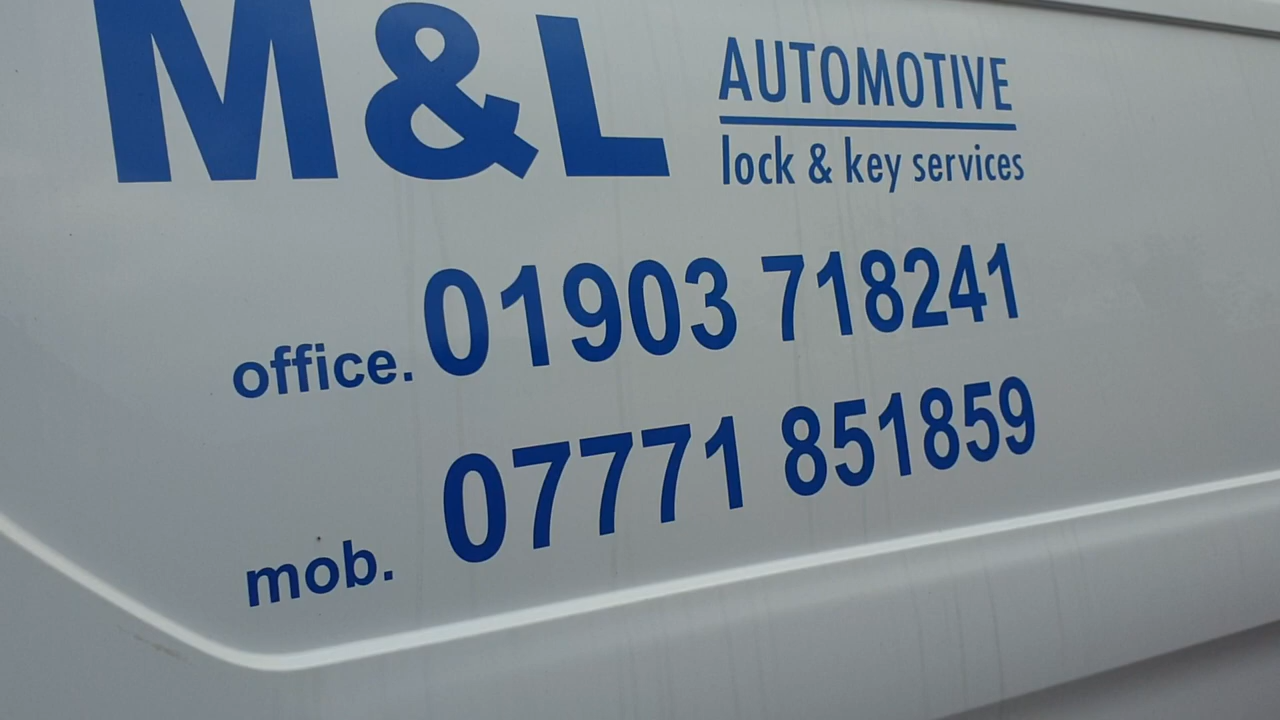 M&L
AUTOMOTIVE
lock & key services
office. 01903 718241
mob. 07771 851859